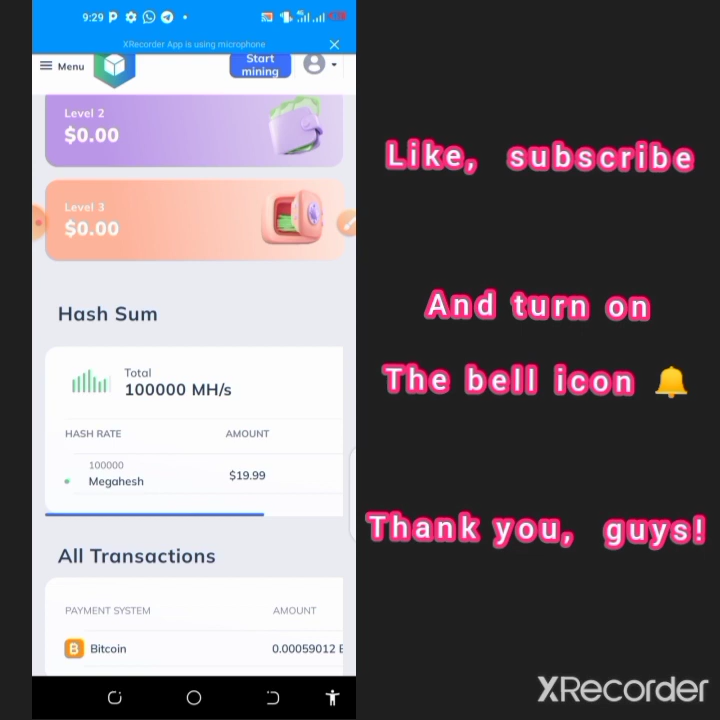 9:29
XRecorder App is using microphone
Menu
Start
mining
Level 2
$0.00
Level 3
$0.00
Hash Sum
Total
100000 MH/s
HASH RATE AMOUNT
100000
Megahesh
$19.99
All Transactions
PAYMENT SYSTEM AMOUNT
Bitcoin 0.00059012
Like, subscribe
And turn on
The bell icon 🔔
Thank you, guys!
XRecorder